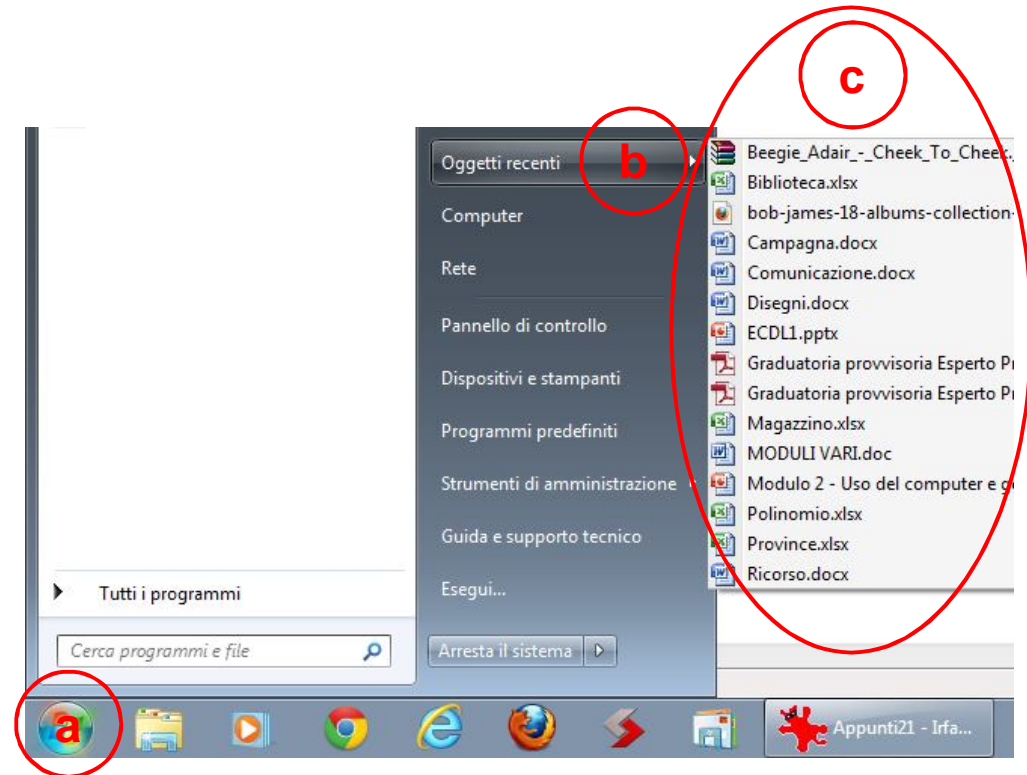 c
b
Oggetti recenti
Computer
Rete
Pannello di controllo
Dispositivi e stampanti
Programmi predefiniti
Strumenti di amministrazione
Guida e supporto tecnico
Esegui...
Arresta il sistema
Beegie_Adair_-_Cheek_To_Cheek.
Biblioteca.xlsx
bob-james-18-albums-collection-
Campagna.docx
Comunicazione.docx
Disegni.docx
ECDL1.pptx
Graduatoria provvisoria Esperto Pr
Graduatoria provvisoria Esperto Pr
Magazzino.xlsx
MODULI VARI.doc
Modulo 2 - Uso del computer e ge
Polinomio.xlsx
Province.xlsx
Ricorso.docx
Tutti i programmi
Cerca programmi e file
a
Appunti21 - Irfa...